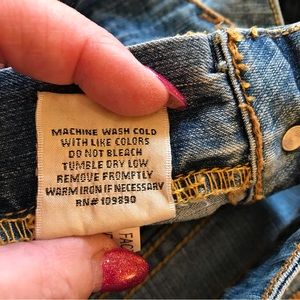 MACHINE WASH COLD
WITH LIKE COLORS
DO NOT BLEACH
TUMBLE DRY LOW
REMOVE PROMPTLY
WARM IRON IF NECESSARY
RN# 109890